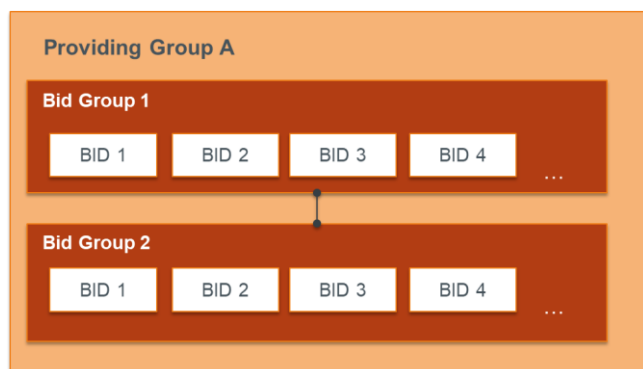 Providing Group A
Bid Group 1
BID 1 BID 2 BID 3 BID 4 ...
Bid Group 2
BID 1 BID 2 BID 3 BID 4 ...